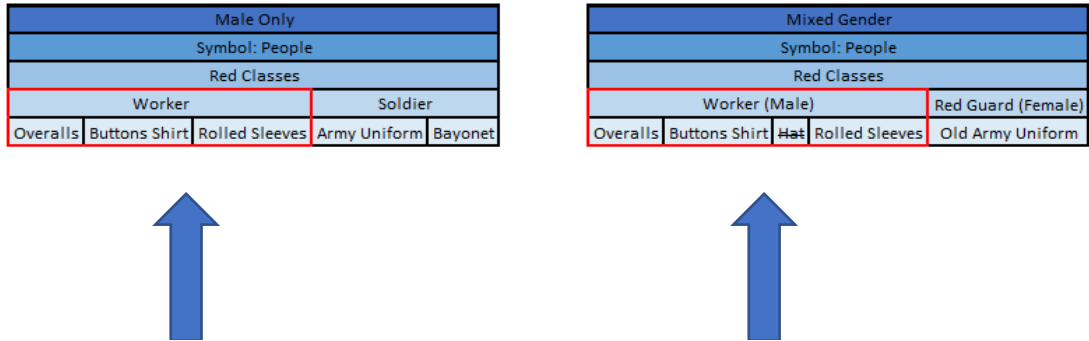 Male Only
Symbol: People
Red Classes
Worker Soldier
Overalls Buttons Shirt Rolled Sleeves Army Uniform Bayonet
Mixed Gender
Symbol: People
Red Classes
Worker (Male) Red Guard (Female)
Overalls Buttons Shirt Hat Rolled Sleeves Old Army Uniform